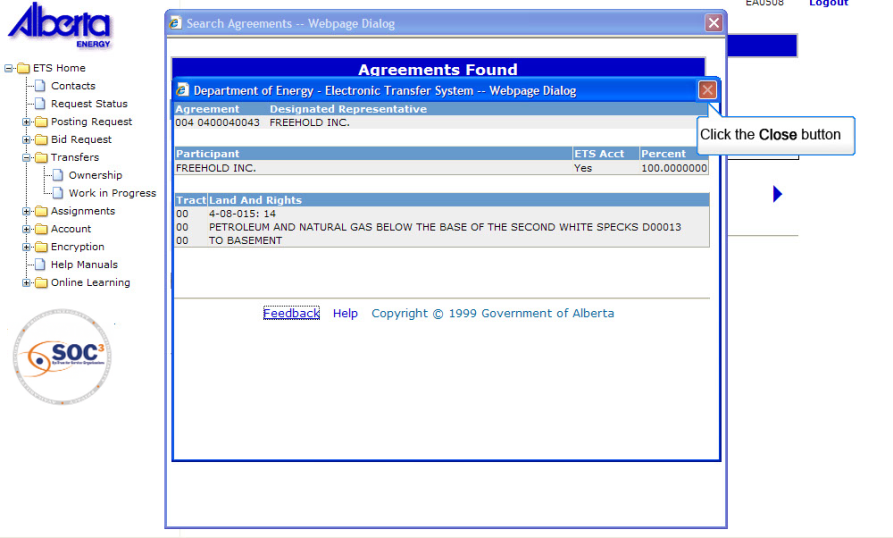 EA0508 Logout
Alberta
ENERGY
ETS Home
Contacts
Request Status
Posting Request
Bid Request
Transfers
Ownership
Work in Progress
Assignments
Account
Encryption
Help Manuals
Online Learning
SOC3
Search Agreements -- Webpage Dialog
Agreements Found
Department of Energy - Electronic Transfer System -- Webpage Dialog
Agreement Designated Representative
004 0400040043 FREEHOLD INC.
Participant ETS Acct Percent
FREEHOLD INC. Yes 100.0000000
Tract Land And Rights
00 4-08-015: 14
00 PETROLEUM AND NATURAL GAS BELOW THE BASE OF THE SECOND WHITE SPECKS D00013
00 TO BASEMENT
Feedback Help Copyright © 1999 Government of Alberta
Click the Close button